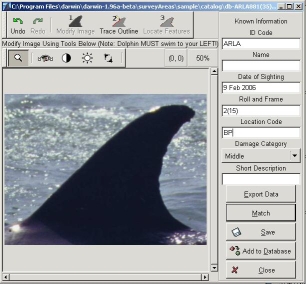 C:\Program Files\darwin\darwin-1.96a-beta\surveyAreas\sample\catalog\db-ARLA001(35)...
Undo Redo 1 Modify Image 2 Trace Outline 3 Locate Features
Modify Image Using Tools Below (Note: Dolphin MUST swim to your LEFT)
(0, 0) 50%
Known Information
ID Code
ARLA
Name
Date of Sighting
9 Feb 2006
Roll and Frame
2(15)
Location Code
BP
Damage Category
Middle
Short Description
Export Data
Match
Save
Add to Database
Close